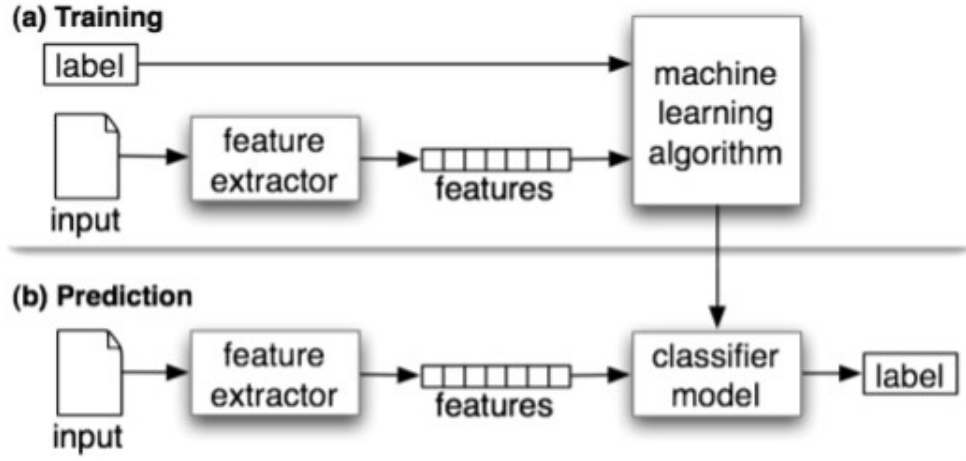 (a) Training
label
machine
learning
algorithm
feature
extractor
features
input
(b) Prediction
feature
extractor
features
classifier
model
label
input